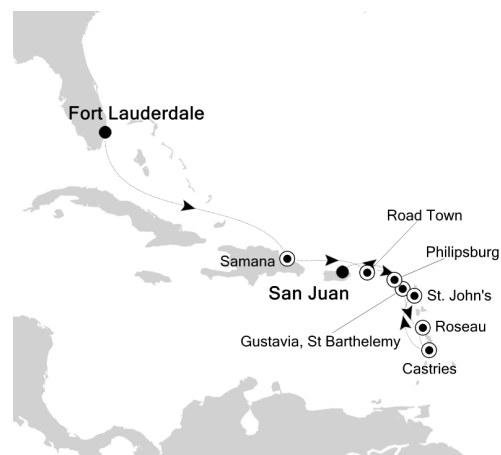 Fort Lauderdale
Road Town
Philipsburg
Samana
San Juan
St. John's
Roseau
Gustavia, St Barthelemy
Castries